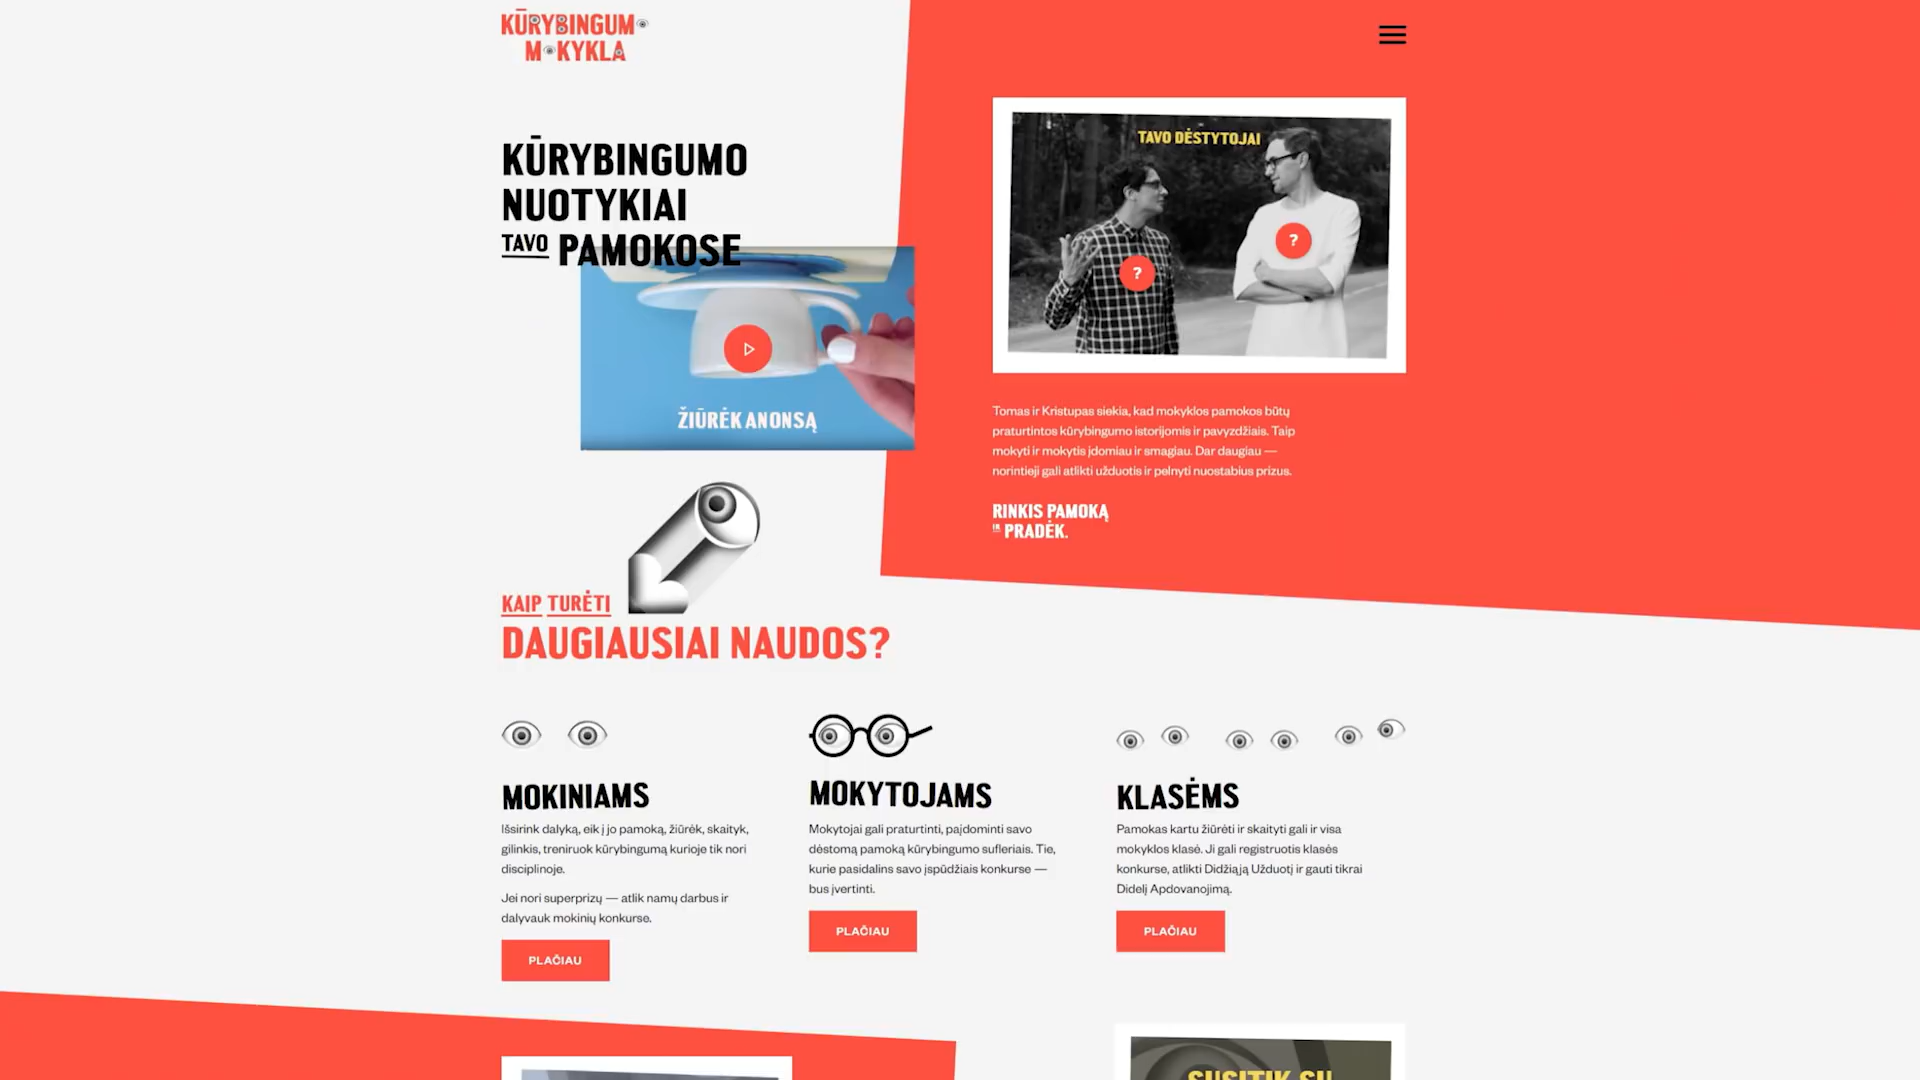 KŪRYBINGUM
M KYKLA
KŪRYBINGUMO
NUOTYKIAI
TAVO PAMOKOSE
ŽIŪRĖK ANONSĄ
TAVO DĖSTYTOJAI
?
?
Tomas ir Kristupas siekia, kad mokyklos pamokos būtų
praturtintos kūrybingumo istorijomis ir pavyzdžiais. Taip
mokyti ir mokytis įdomiau ir smagiau. Dar daugiau —
norintieji gali atlikti užduotis ir pelnyti nuostabius prizus.
RINKIS PAMOKĄ
IR PRADĖK.
KAIP TURĖTI
DAUGIAUSIAI NAUDOS?
MOKINIAMS
Išsirink dalyką, eik į jo pamoką, žiūrėk, skaityk,
gilinkis, treniruok kūrybingumą kurioje tik nori
disciplinoje.
Jei nori superprizų — atlik namų darbus ir
dalyvauk mokinių konkurse.
PLAČIAU
MOKYTOJAMS
Mokytojai gali praturtinti, paįdominti savo
dėstomą pamoką kūrybingumo sufleriais. Tie,
kurie pasidalins savo įspūdžiais konkurse —
bus įvertinti.
PLAČIAU
KLASĖMS
Pamokas kartu žiūrėti ir skaityti gali ir visa
mokyklos klasė. Ji gali registruotis klasės
konkurse, atlikti Didžiąją Užduotį ir gauti tikrai
Didelį Apdovanojimą.
PLAČIAU
SUSITIK SU